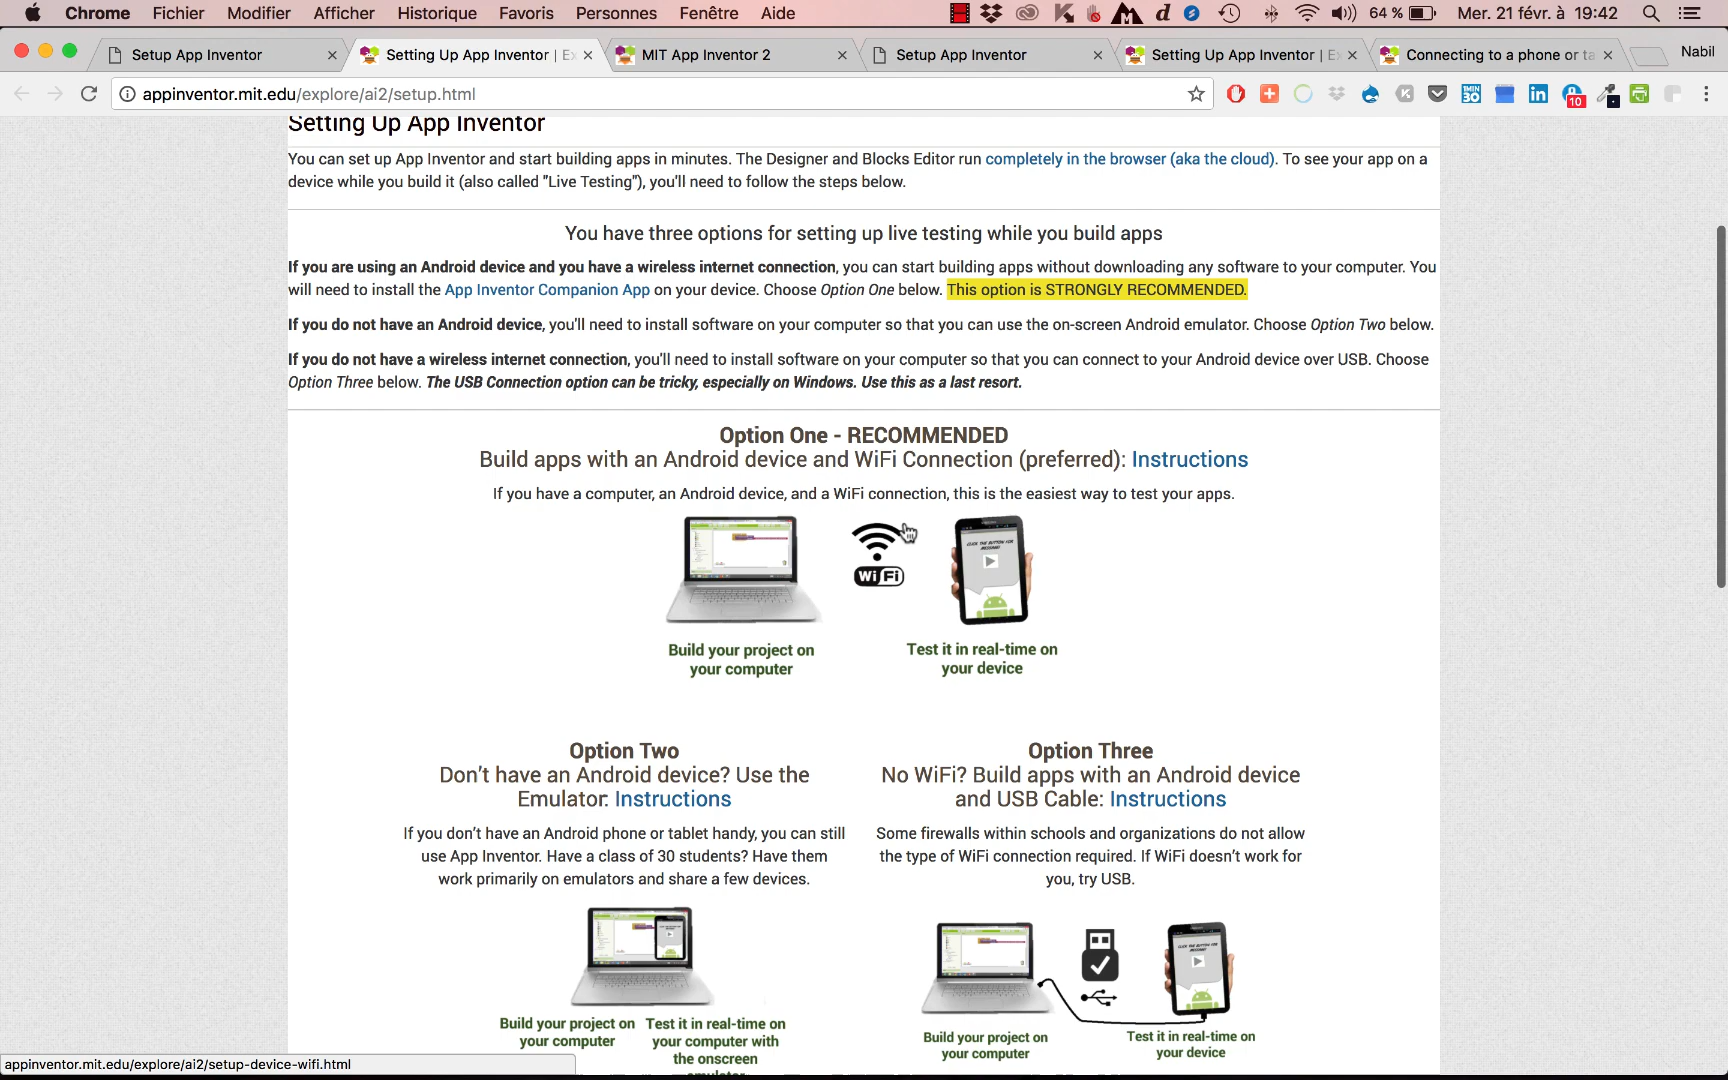 Chrome Fichier Modifier Afficher Historique Favoris Personnes Fenêtre Aide 64 % Mer. 21 févr. à 19:42
Setup App Inventor
Setting Up App Inventor | Ex
MIT App Inventor 2
Setup App Inventor
Setting Up App Inventor | E
Connecting to a phone or ta
Nabil
appinventor.mit.edu/explore/ai2/setup.html
Setting Up App Inventor
You can set up App Inventor and start building apps in minutes. The Designer and Blocks Editor run completely in the browser (aka the cloud). To see your app on a
device while you build it (also called "Live Testing"), you'll need to follow the steps below.
You have three options for setting up live testing while you build apps
If you are using an Android device and you have a wireless internet connection, you can start building apps without downloading any software to your computer. You
will need to install the App Inventor Companion App on your device. Choose Option One below. This option is STRONGLY RECOMMENDED.
If you do not have an Android device, you'll need to install software on your computer so that you can use the on-screen Android emulator. Choose Option Two below.
If you do not have a wireless internet connection, you'll need to install software on your computer so that you can connect to your Android device over USB. Choose
Option Three below. The USB Connection option can be tricky, especially on Windows. Use this as a last resort.
Option One - RECOMMENDED
Build apps with an Android device and WiFi Connection (preferred): Instructions
If you have a computer, an Android device, and a WiFi connection, this is the easiest way to test your apps.
CLICK THE BUTTON FOR
MESSAGE!
Wi Fi
Build your project on
your computer
Test it in real-time on
your device
Option Two
Don't have an Android device? Use the
Emulator: Instructions
If you don't have an Android phone or tablet handy, you can still
use App Inventor. Have a class of 30 students? Have them
work primarily on emulators and share a few devices.
Build your project on
your computer
Test it in real-time on
your computer with
the onscreen
emulator
Option Three
No WiFi? Build apps with an Android device
and USB Cable: Instructions
Some firewalls within schools and organizations do not allow
the type of WiFi connection required. If WiFi doesn't work for
you, try USB.
CLICK THE BUTTON FOR
MESSAGE!
Build your project on
your computer
Test it in real-time on
your device
appinventor.mit.edu/explore/ai2/setup-device-wifi.html